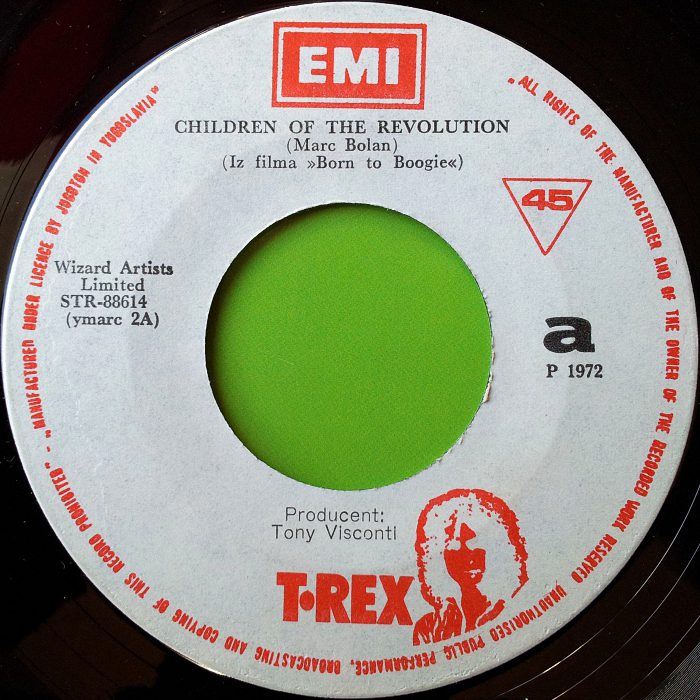 EMI
CHILDREN OF THE REVOLUTION
(Marc Bolan)
(Iz filma »Born to Boogie«)
45
Wizard Artists
Limited
STR-88614
(ymarc 2A)
a
P 1972
Producent:
Tony Visconti
T•REX
„ALL RIGHTS OF THE MANUFACTURER AND OF THE OWNER OF THE RECORDED WORK RESERVED UNAUTHORISED PUBLIC PERFORMANCE, BROADCASTING AND COPYING OF THIS RECORD PROHIBITED" - „MANUFACTURED UNDER LICENCE BY JUGOTON IN YUGOSLAVIA"